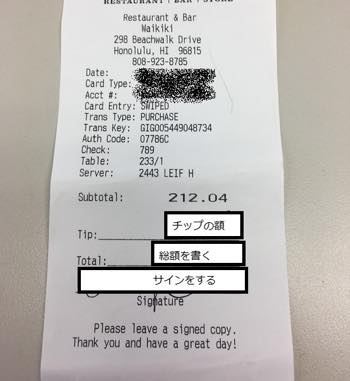 RESTAURANT | BAR | STORE
Restaurant & Bar
Waikiki
298 Beachwalk Drive
Honolulu, HI 96815
808-923-8785
Date:
Card Type:
Acct #:
Card Entry: SWIPED
Trans Type: PURCHASE
Trans Key: GIG005449048734
Auth Code: 07786C
Check: 789
Table: 233/1
Server: 2443 LEIF H
Subtotal: 212.04
Tip: チップの額
Total: 総額を書く
サインをする
Signature
Please leave a signed copy.
Thank you and have a great day!